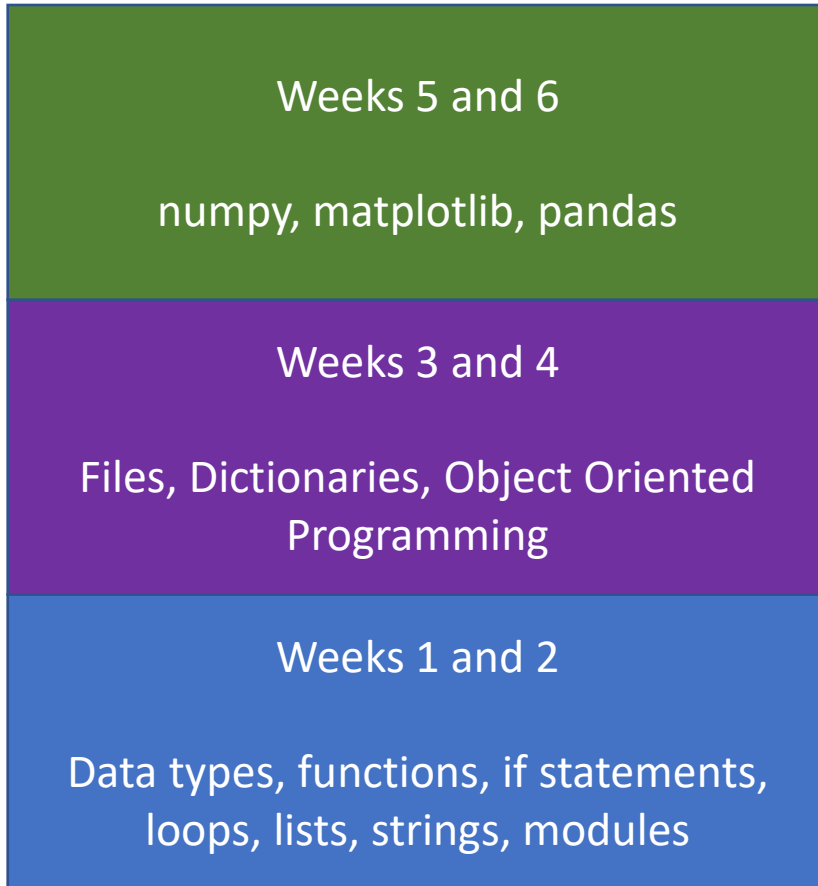 Weeks 5 and 6
numpy, matplotlib, pandas
Weeks 3 and 4
Files, Dictionaries, Object Oriented
Programming
Weeks 1 and 2
Data types, functions, if statements,
loops, lists, strings, modules